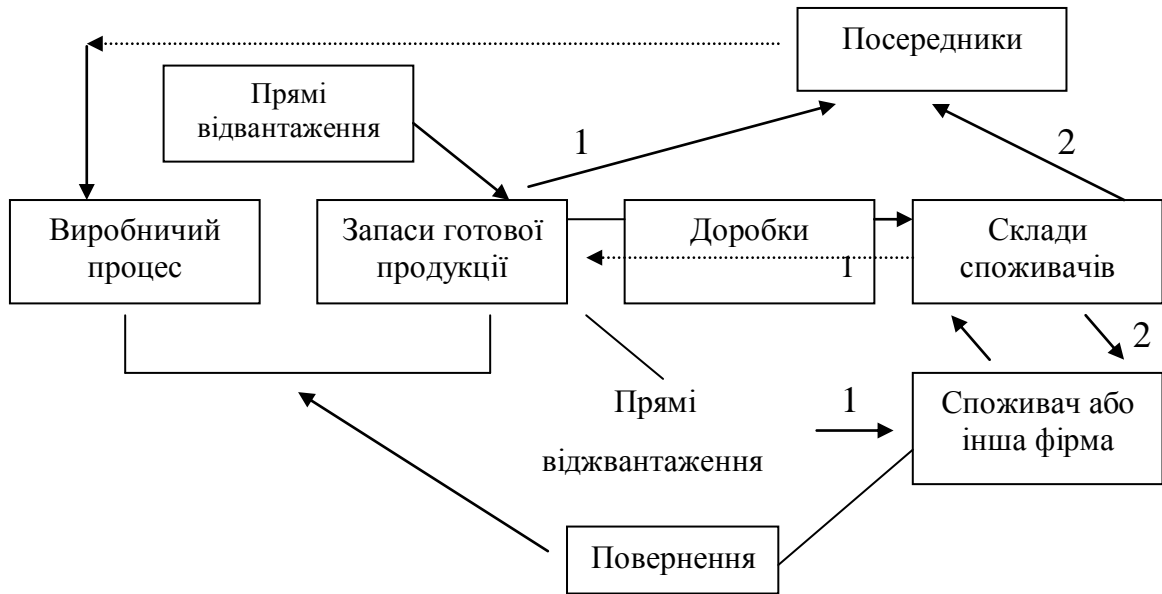 Посередники
Прямі
відвантаження
1
2
Виробничий
процес
Запаси готової
продукції
Доробки
1
Склади
споживачів
2
Прямі
віджвантаження
1
Споживач або
інша фірма
Повернення